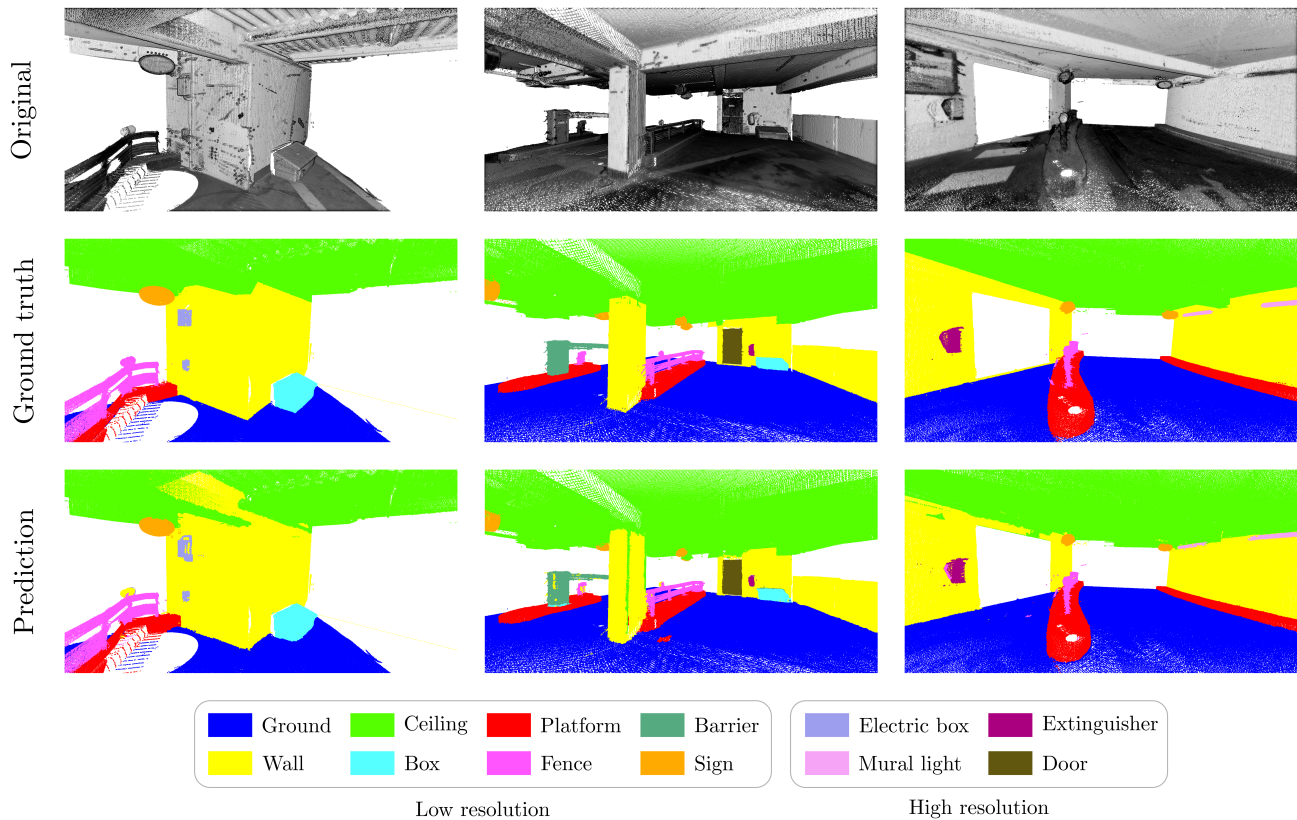 Original
Ground truth
Prediction
Ground Ceiling Platform Barrier Electric box Extinguisher
Wall Box Fence Sign Mural light Door
Low resolution High resolution